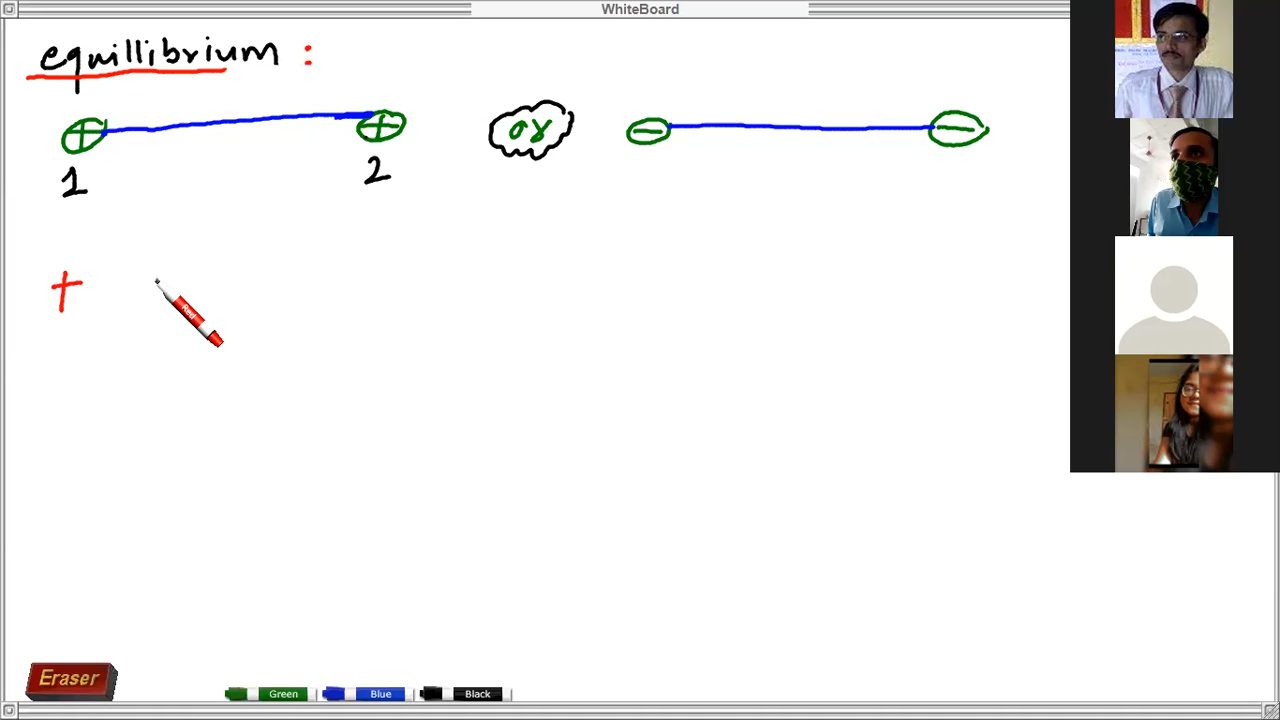 WhiteBoard
equillibrium :
+ + or - -
1 2
+
Red
Eraser
Green Blue Black